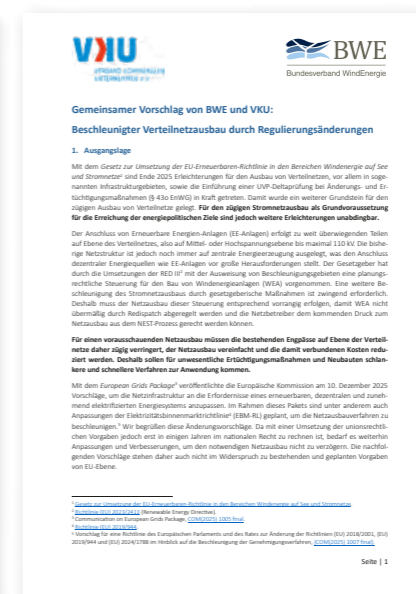 VKU
VERBAND KOMMUNALER
UNTERNEHMEN e.V.
BWE
Bundesverband WindEnergie
Gemeinsamer Vorschlag von BWE und VKU:
Beschleunigter Verteilnetzausbau durch Regulierungsänderungen
1. Ausgangslage
Mit dem Gesetz zur Umsetzung der EU-Erneuerbaren-Richtlinie in den Bereichen Windenergie auf See
und Stromnetze¹ sind Ende 2025 Erleichterungen für den Ausbau von Verteilnetzen, vor allem in soge-
nannten Infrastrukturgebieten, sowie die Einführung einer UVP-Deltaprüfung bei Änderungs- und Er-
tüchtigungsmaßnahmen (§ 43o EnWG) in Kraft getreten. Damit wurde ein weiterer Grundstein für den
zügigen Ausbau von Verteilnetze gelegt. Für den zügigen Stromnetzausbau als Grundvoraussetzung
für die Erreichung der energiepolitischen Ziele sind jedoch weitere Erleichterungen unabdingbar.
Der Anschluss von Erneuerbare Energien-Anlagen (EE-Anlagen) erfolgt zu weit überwiegenden Teilen
auf Ebene des Verteilnetzes, also auf Mittel- oder Hochspannungsebene bis maximal 110 kV. Die bishe-
rige Netzstruktur ist jedoch noch immer auf zentrale Energieerzeugung ausgelegt, was den Anschluss
dezentraler Energiequellen wie EE-Anlagen vor große Herausforderungen stellt. Der Gesetzgeber hat
durch die Umsetzungen der RED III² mit der Ausweisung von Beschleunigungsgebieten eine planungs-
rechtliche Steuerung für den Bau von Windenergieanlagen (WEA) vorgenommen. Eine weitere Be-
schleunigung des Stromnetzausbaus durch gesetzgeberische Maßnahmen ist zwingend erforderlich.
Deshalb muss der Netzausbau dieser Steuerung entsprechend vorrangig erfolgen, damit WEA nicht
übermäßig durch Redispatch abgeregelt werden und die Netzbetreiber dem kommenden Druck zum
Netzausbau aus dem NEST-Prozess gerecht werden können.
Für einen vorausschauenden Netzausbau müssen die bestehenden Engpässe auf Ebene der Verteil-
netze daher zügig verringert, der Netzausbau vereinfacht und die damit verbundenen Kosten redu-
ziert werden. Deshalb sollen für unwesentliche Ertüchtigungsmaßnahmen und Neubauten schlan-
kere und schnellere Verfahren zur Anwendung kommen.
Mit dem European Grids Package³ veröffentlichte die Europäische Kommission am 10. Dezember 2025
Vorschläge, um die Netzinfrastruktur an die Erfordernisse eines erneuerbaren, dezentralen und zuneh-
mend elektrifizierten Energiesystems anzupassen. Im Rahmen dieses Pakets sind unter anderem auch
Anpassungen der Elektrizitätsbinnenmarktrichtlinie⁴ (EBM-RL) geplant, um die Netzausbauverfahren zu
beschleunigen.⁵ Wir begrüßen diese Änderungsvorschläge. Da mit einer Umsetzung der unionsrechtli-
chen Vorgaben jedoch erst in einigen Jahren im nationalen Recht zu rechnen ist, bedarf es weiterhin
Anpassungen und Verbesserungen, um den notwendigen Netzausbau nicht zu verzögern. Die nachfol-
genden Vorschläge stehen daher auch nicht im Widerspruch zu bestehenden und geplanten Vorgaben
von EU-Ebene.
¹ Gesetz zur Umsetzung der EU-Erneuerbaren-Richtlinie in den Bereichen Windenergie auf See und Stromnetze.
² Richtlinie (EU) 2023/2413 (Renewable Energy Directive).
³ Communication on European Grids Package, COM(2025) 1005 final.
⁴ Richtlinie (EU) 2019/944.
⁵ Vorschlag für eine Richtlinie des Europäischen Parlaments und des Rates zur Änderung der Richtlinien (EU) 2018/2001, (EU)
2019/944 und (EU) 2024/1788 im Hinblick auf die Beschleunigung der Genehmigungsverfahren, (COM(2025) 1007 final).
Seite | 1